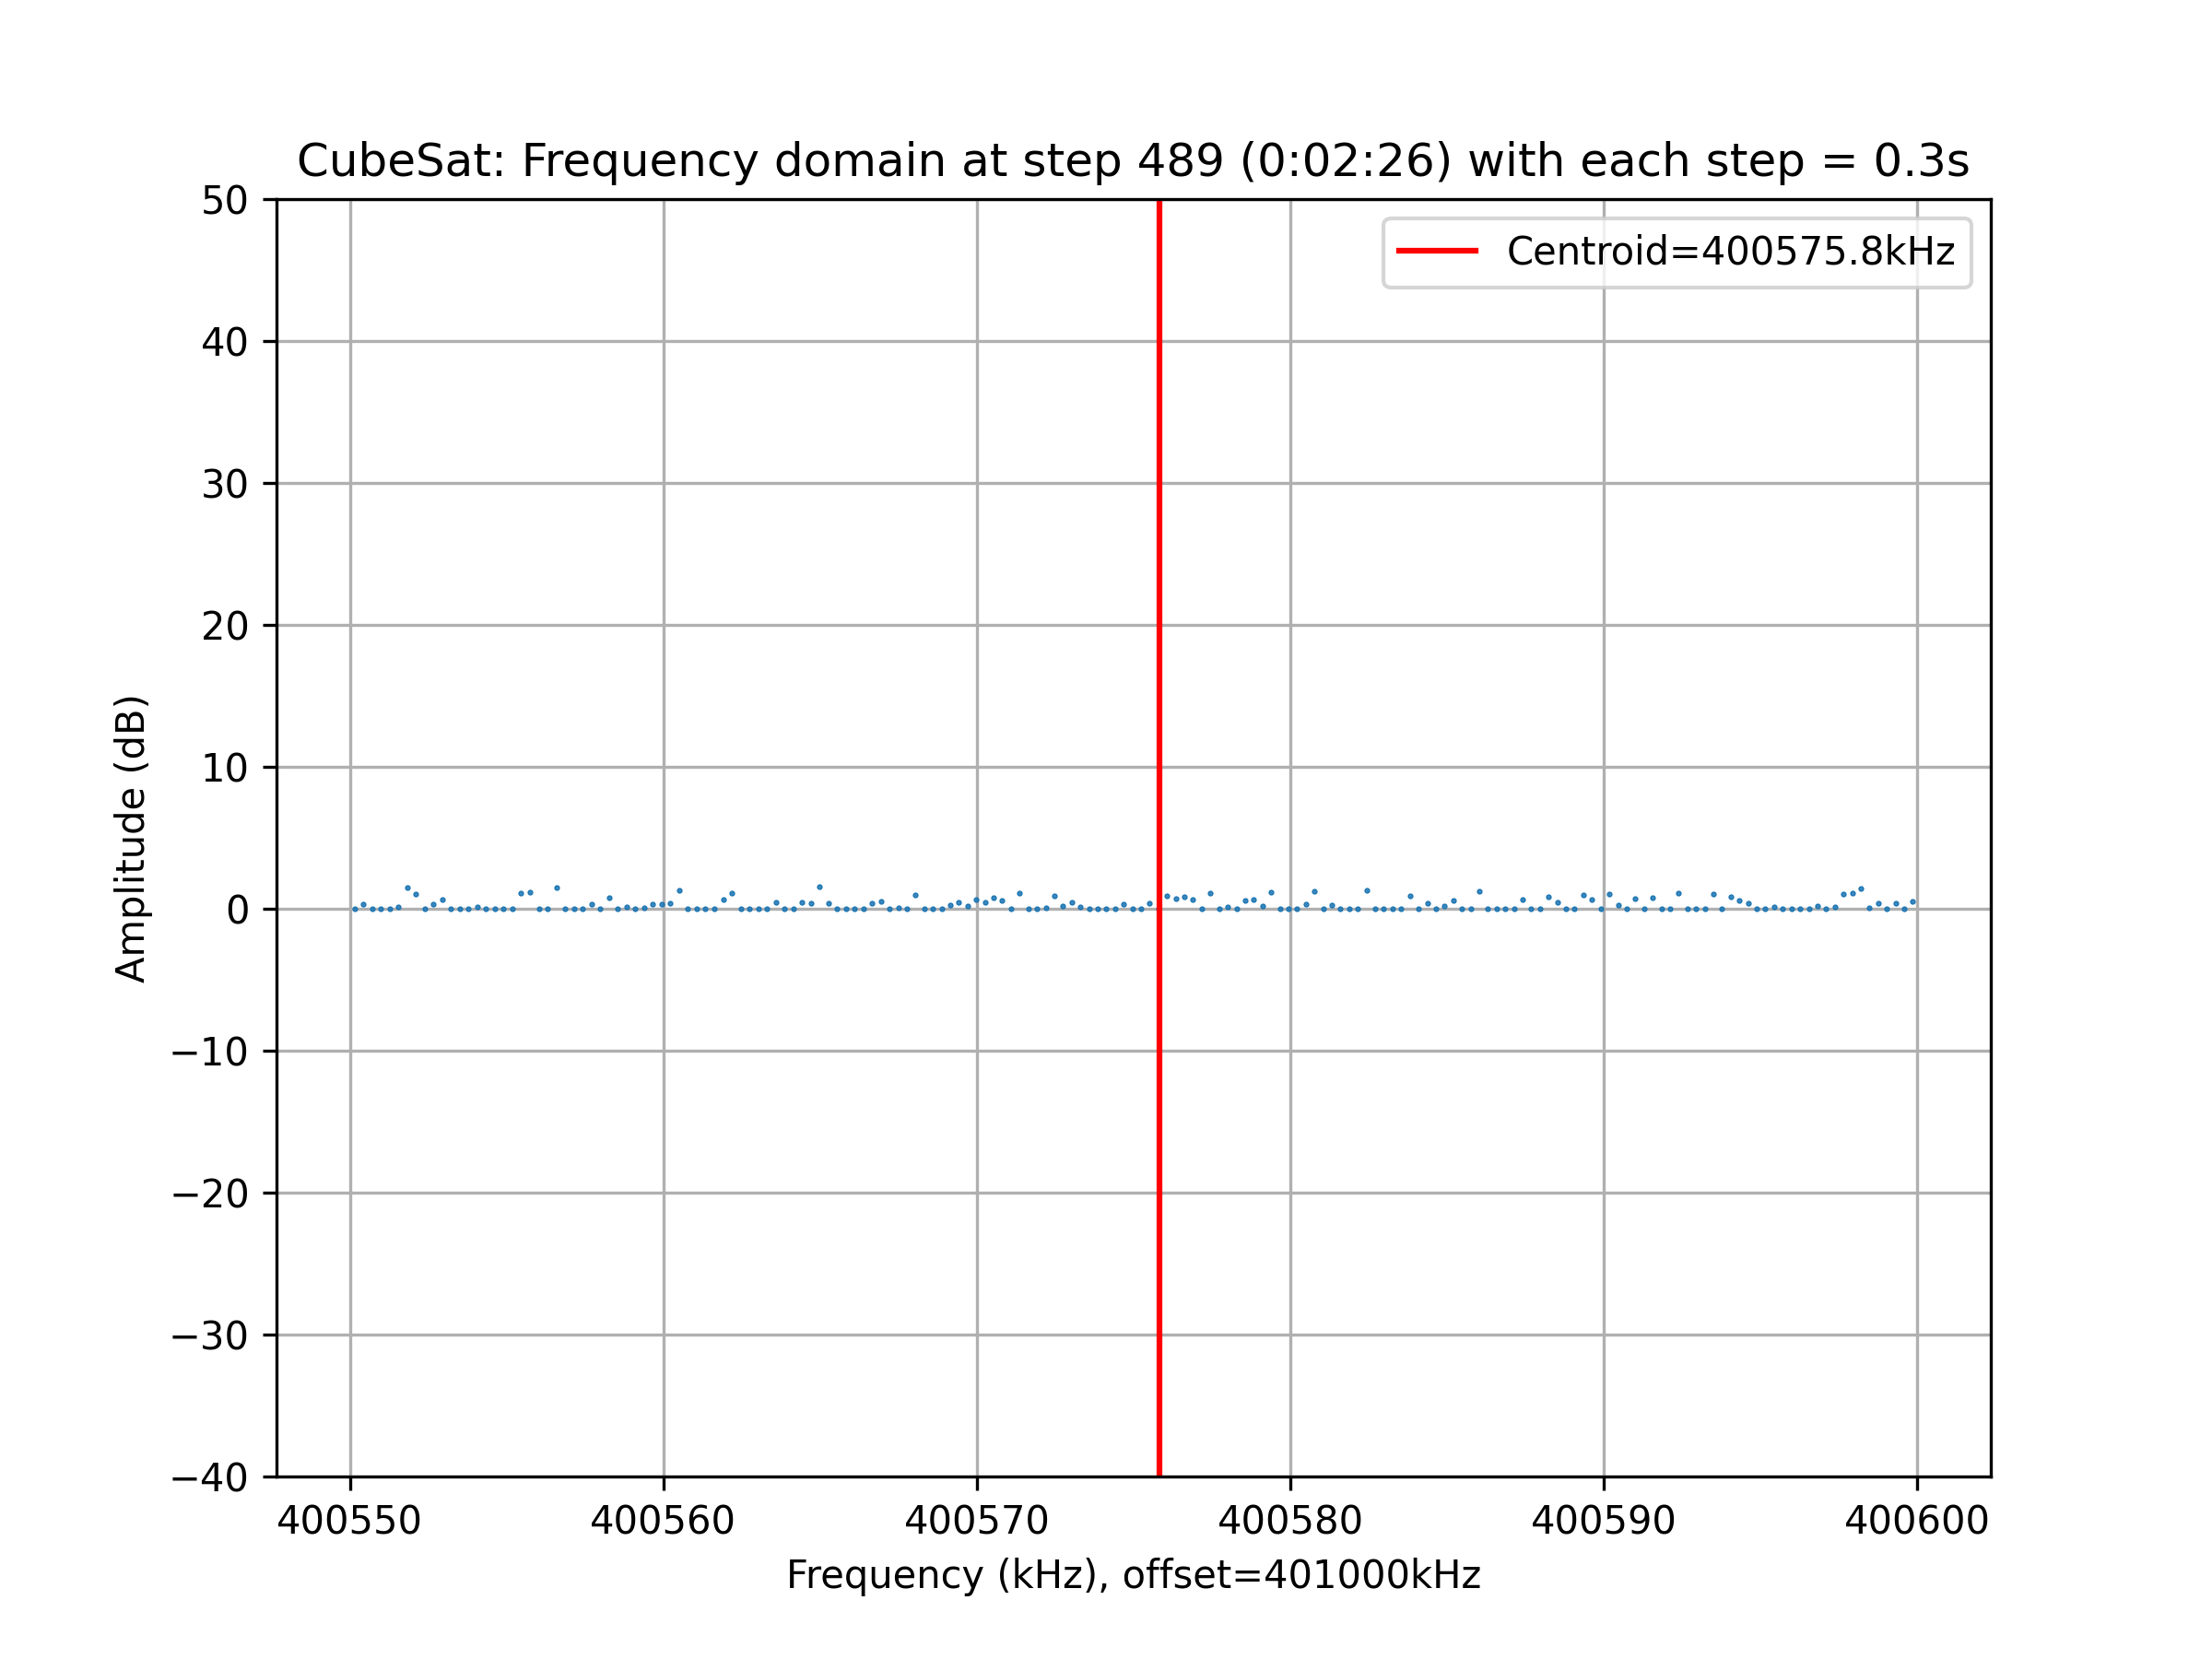 CubeSat: Frequency domain at step 489 (0:02:26) with each step = 0.3s
Centroid=400575.8kHz
50
40
30
20
10
0
−10
−20
−30
−40
Amplitude (dB)
400550 400560 400570 400580 400590 400600
Frequency (kHz), offset=401000kHz